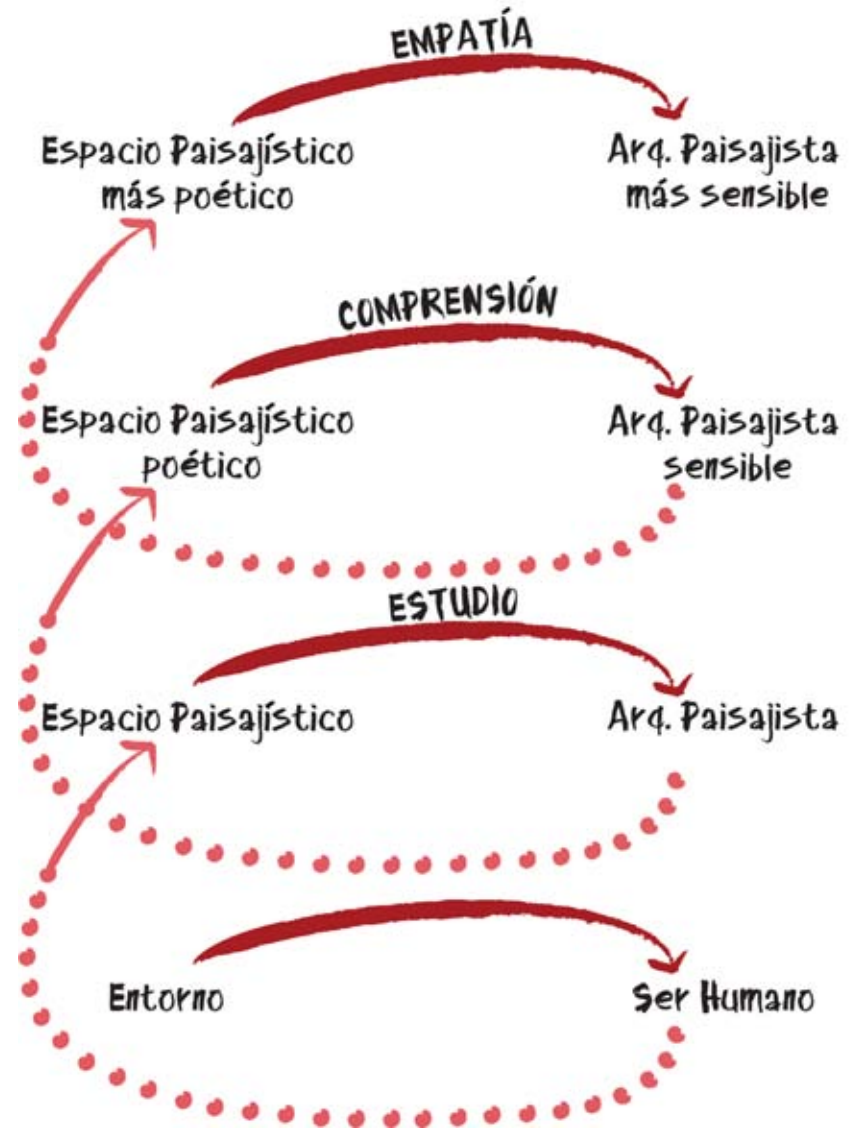 EMPATÍA
Espacio Paisajístico
más poético
Arq. Paisajista
más sensible
COMPRENSIÓN
Espacio Paisajístico
poético
Arq. Paisajista
sensible
ESTUDIO
Espacio Paisajístico
Arq. Paisajista
Entorno
Ser Humano